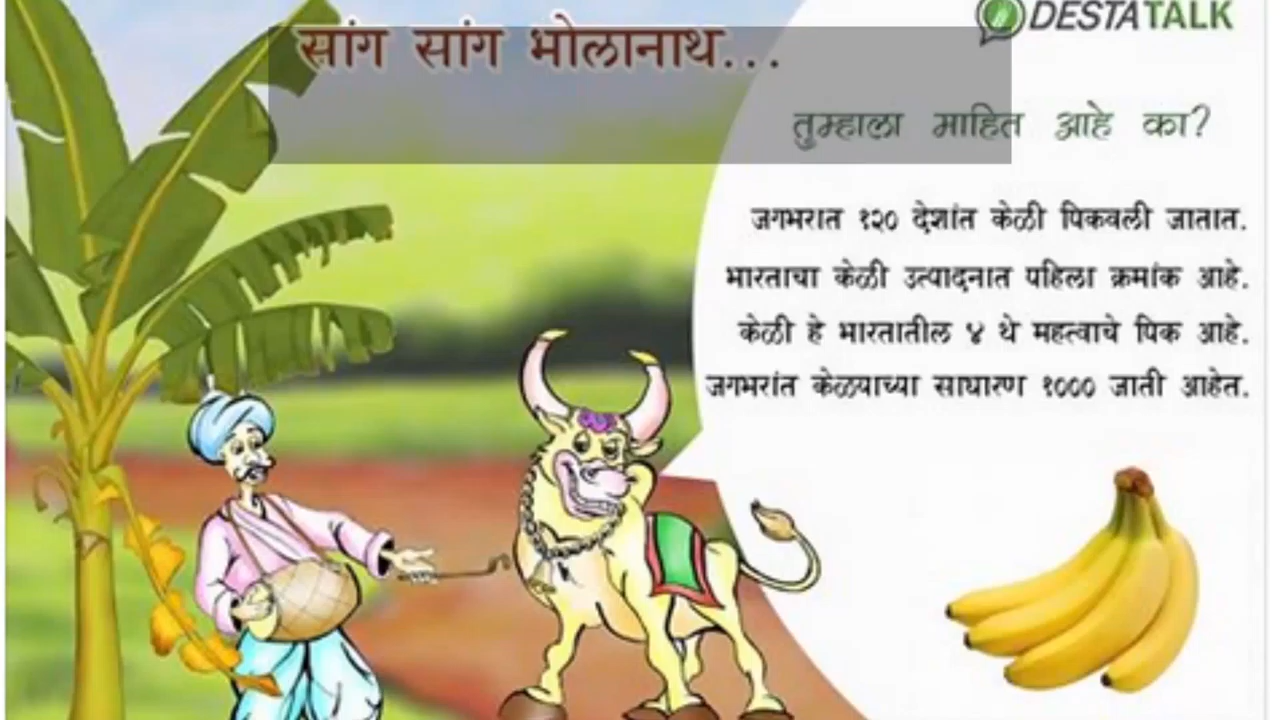 सांग सांग भोलानाथ...
DESTATALK
तुम्हाला माहित आहे का?
जगभरात १२० देशांत केळी पिकवली जातात.
भारताचा केळी उत्पादनात पहिला क्रमांक आहे.
केळी हे भारतातील ४ थे महत्वाचे पिक आहे.
जगभरांत केळयाच्या साधारण १००० जाती आहेत.